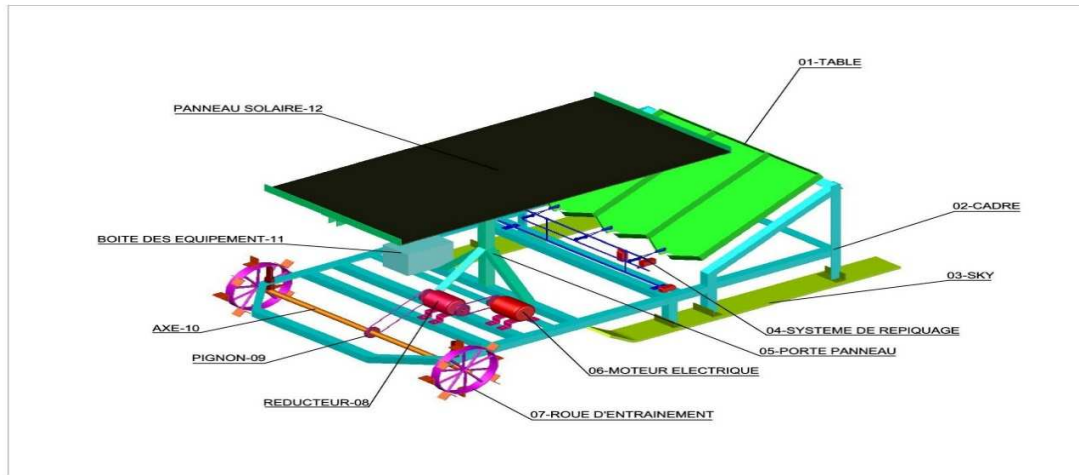 01-TABLE
PANNEAU SOLAIRE-12
02-CADRE
BOITE DES EQUIPEMENT-11
03-SKY
AXE-10
04-SYSTEME DE REPIQUAGE
PIGNON-09
05-PORTE PANNEAU
06-MOTEUR ELECTRIQUE
REDUCTEUR-08
07-ROUE D'ENTRAINEMENT